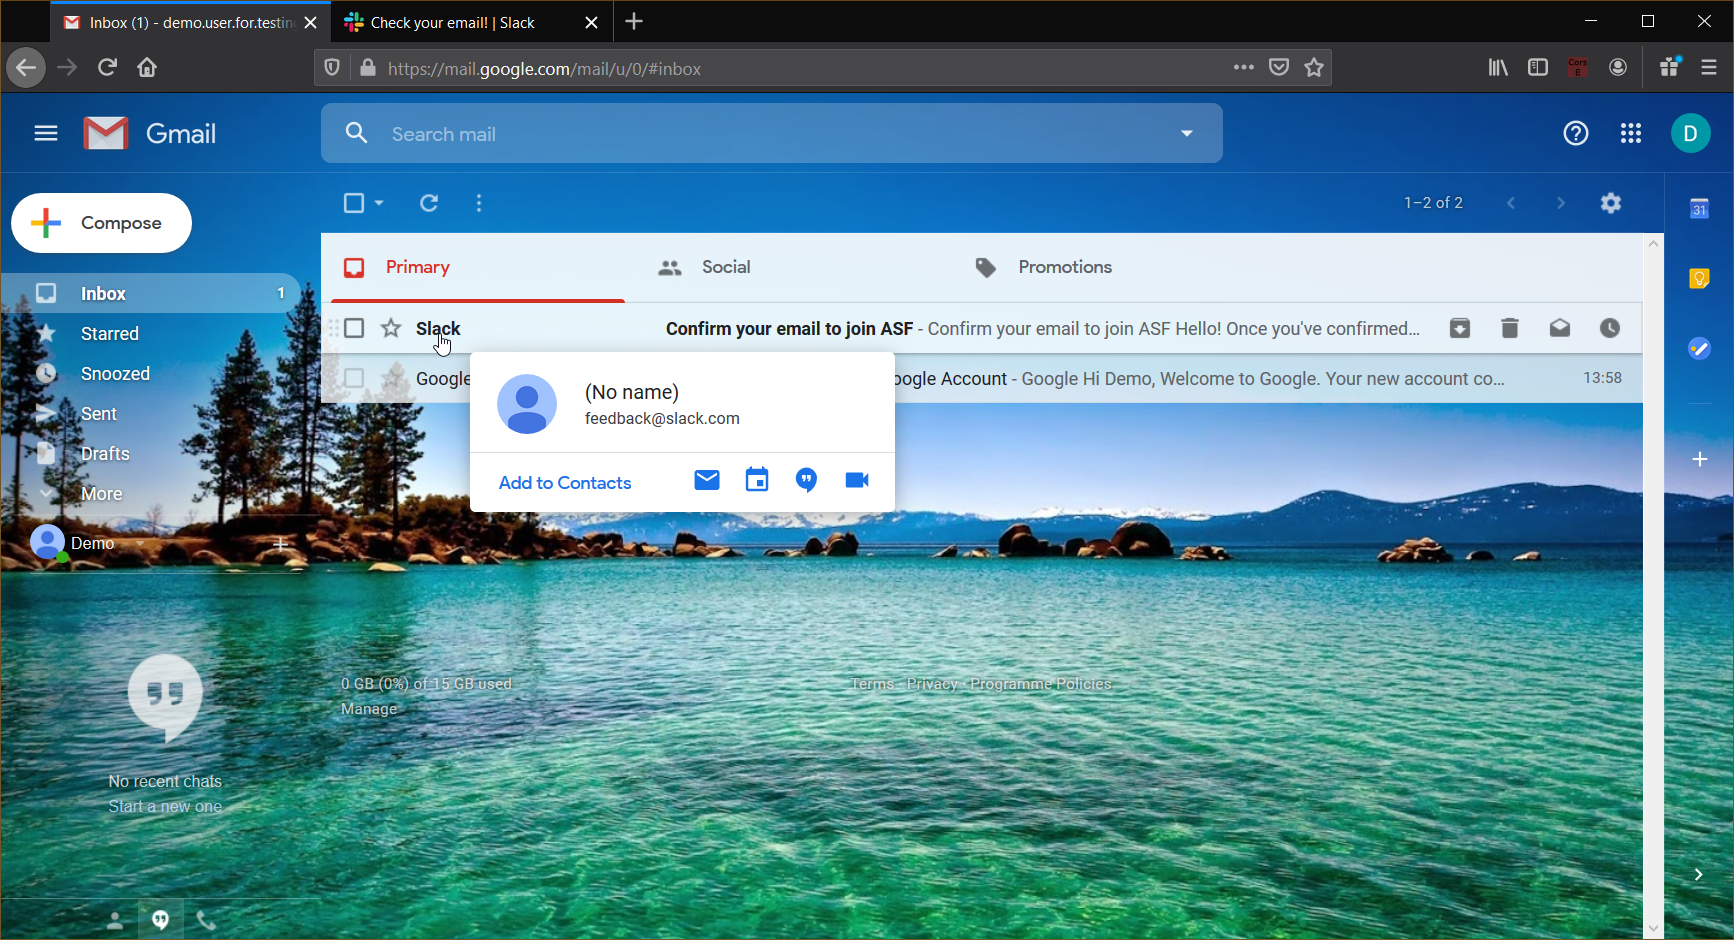 Inbox (1) - demo.user.for.testin
Check your email! | Slack
https://mail.google.com/mail/u/0/#inbox
Cors
E
Gmail
Search mail
D
Compose
1–2 of 2
31
Primary
Social
Promotions
Inbox 1
Starred
Snoozed
Sent
Drafts
More
Slack
Confirm your email to join ASF - Confirm your email to join ASF Hello! Once you've confirmed...
Google
oogle Account - Google Hi Demo, Welcome to Google. Your new account co...
13:58
(No name)
feedback@slack.com
Add to Contacts
Demo
No recent chats
Start a new one
0 GB (0%) of 15 GB used
Manage
Terms · Privacy · Programme Policies